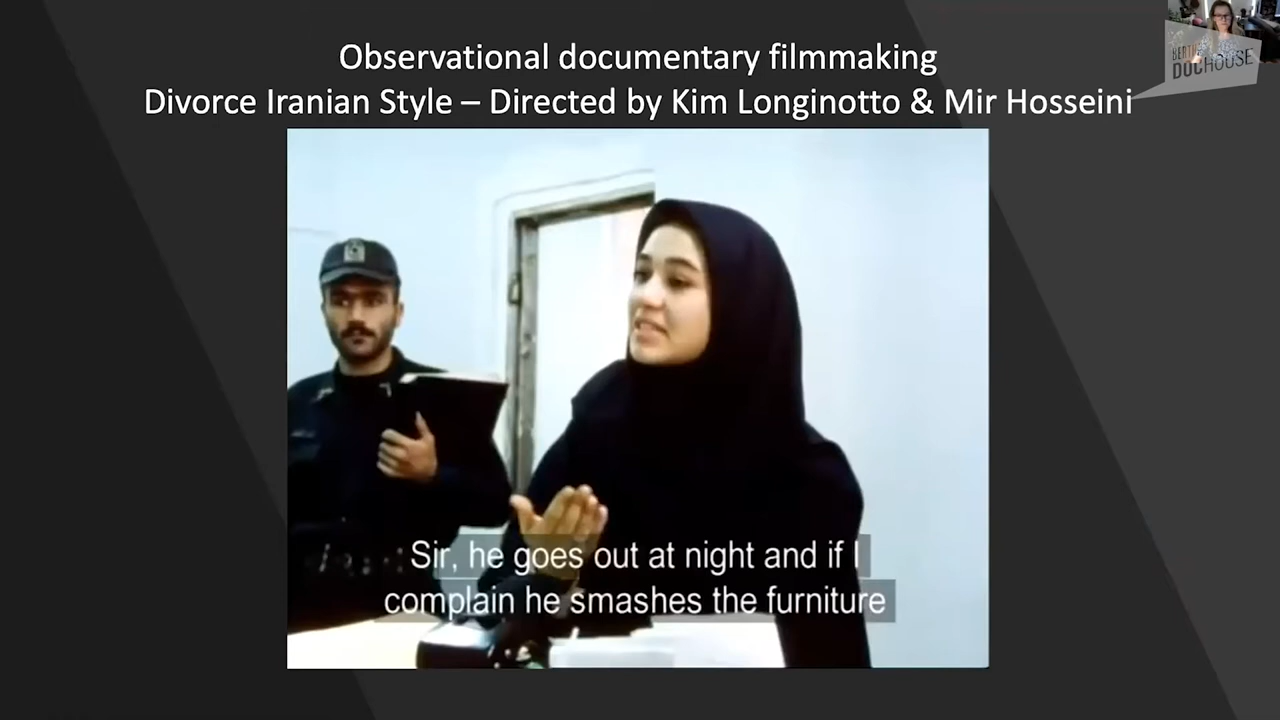 Observational documentary filmmaking
Divorce Iranian Style – Directed by Kim Longinotto & Mir Hosseini
BERTHA
DOCHOUSE
Sir, he goes out at night and if I
complain he smashes the furniture